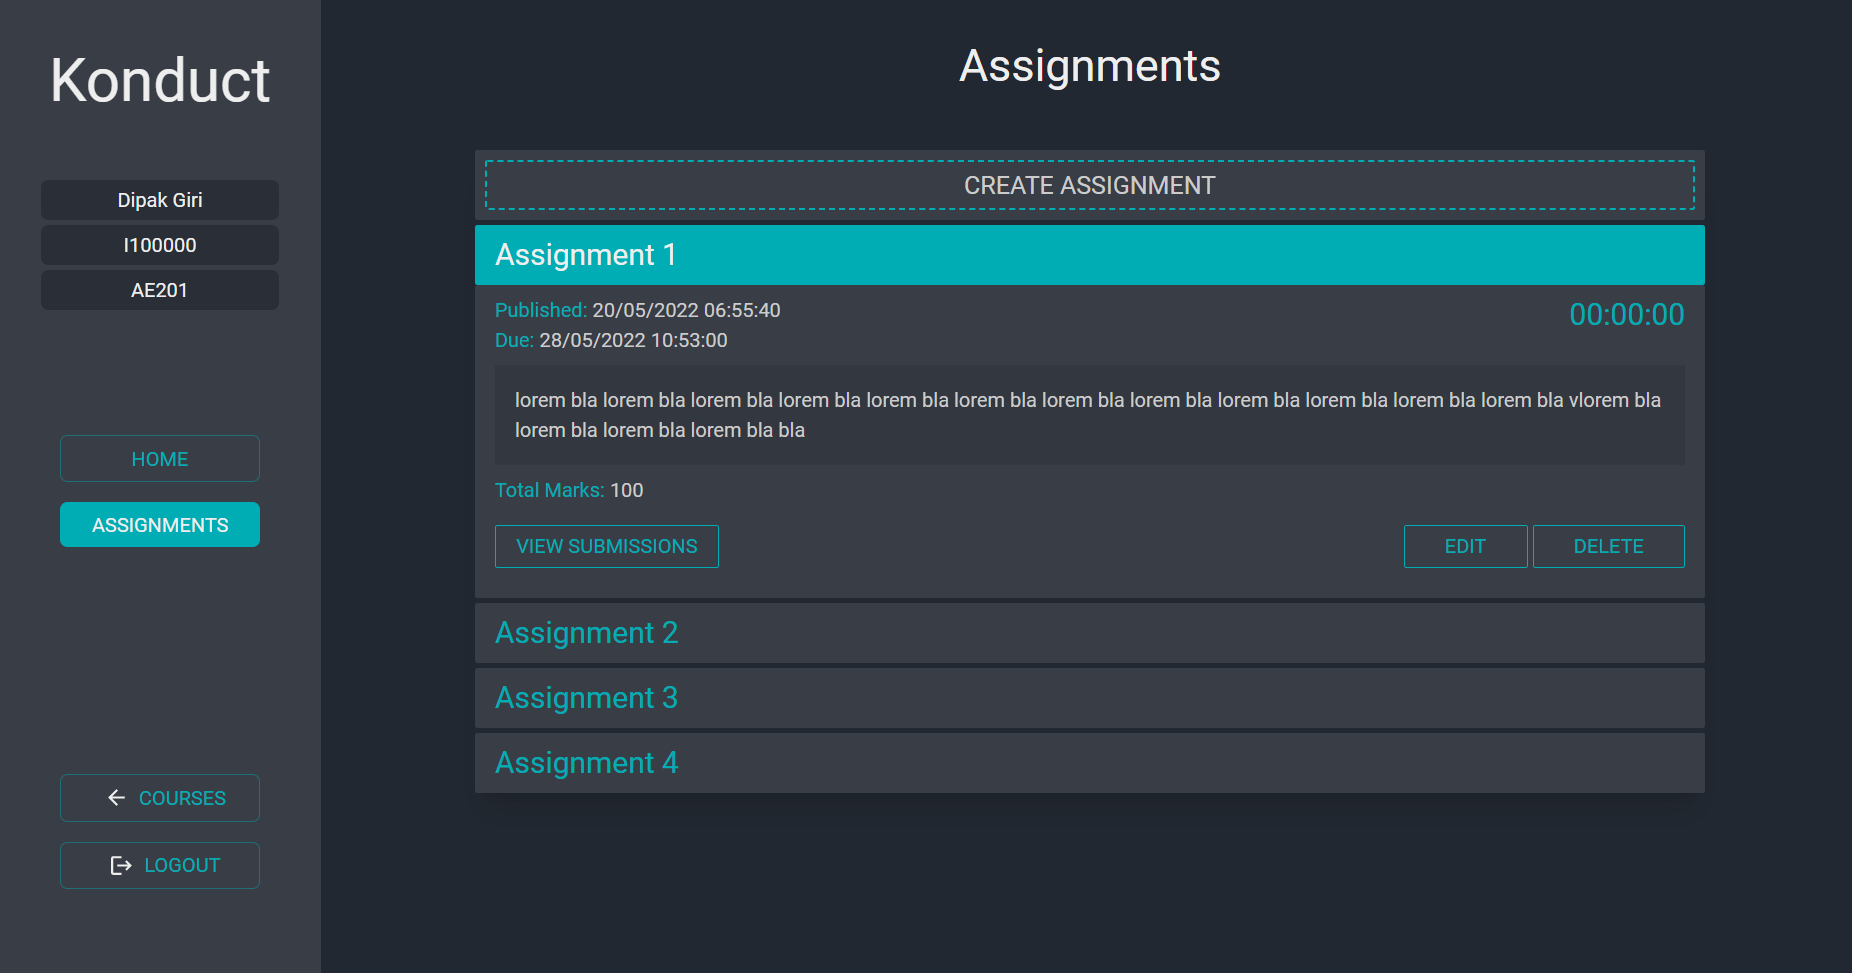 Konduct
Dipak Giri
I100000
AE201
HOME
ASSIGNMENTS
COURSES
LOGOUT
Assignments
CREATE ASSIGNMENT
Assignment 1
Published: 20/05/2022 06:55:40
00:00:00
Due: 28/05/2022 10:53:00
lorem bla lorem bla lorem bla lorem bla lorem bla lorem bla lorem bla lorem bla lorem bla lorem bla lorem bla lorem bla vlorem bla
lorem bla lorem bla lorem bla bla
Total Marks: 100
VIEW SUBMISSIONS
EDIT
DELETE
Assignment 2
Assignment 3
Assignment 4